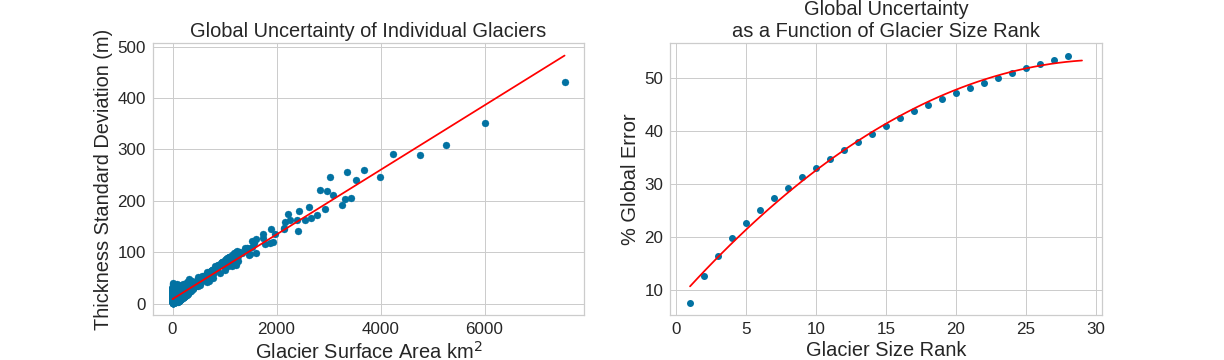 Global Uncertainty of Individual Glaciers
Thickness Standard Deviation (m)
500
400
300
200
100
0
0 2000 4000 6000
Glacier Surface Area km²
Global Uncertainty
as a Function of Glacier Size Rank
% Global Error
50
40
30
20
10
0 5 10 15 20 25 30
Glacier Size Rank